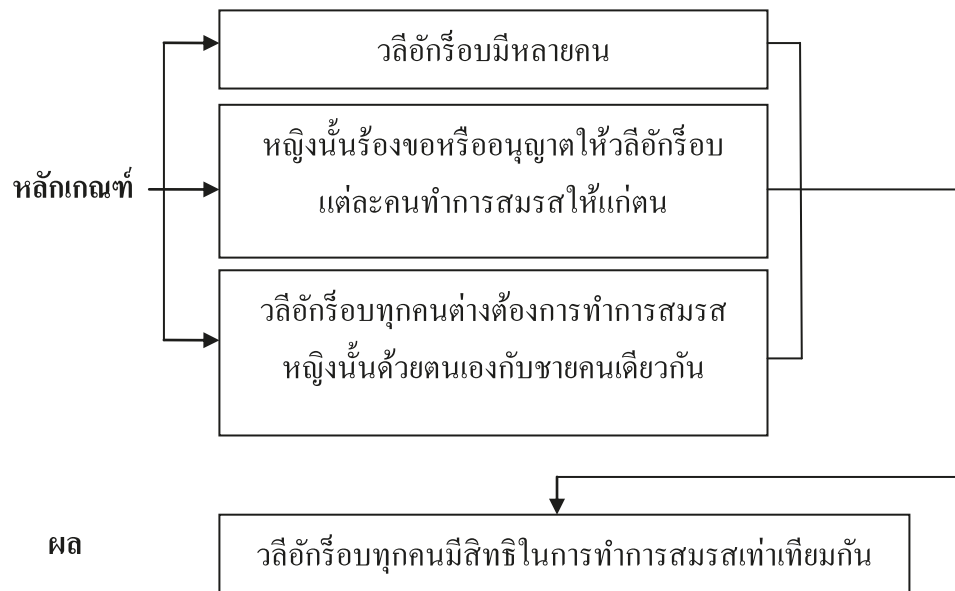 วลีอักร็อบมีหลายคน
หลักเกณฑ์
หญิงนั้นร้องขอหรืออนุญาตให้วลีอักร็อบ
แต่ละคนทำการสมรสให้แก่ตน
วลีอักร็อบทุกคนต่างต้องการทำการสมรส
หญิงนั้นด้วยตนเองกับชายคนเดียวกัน
ผล
วลีอักร็อบทุกคนมีสิทธิในการทำการสมรสเท่าเทียมกัน